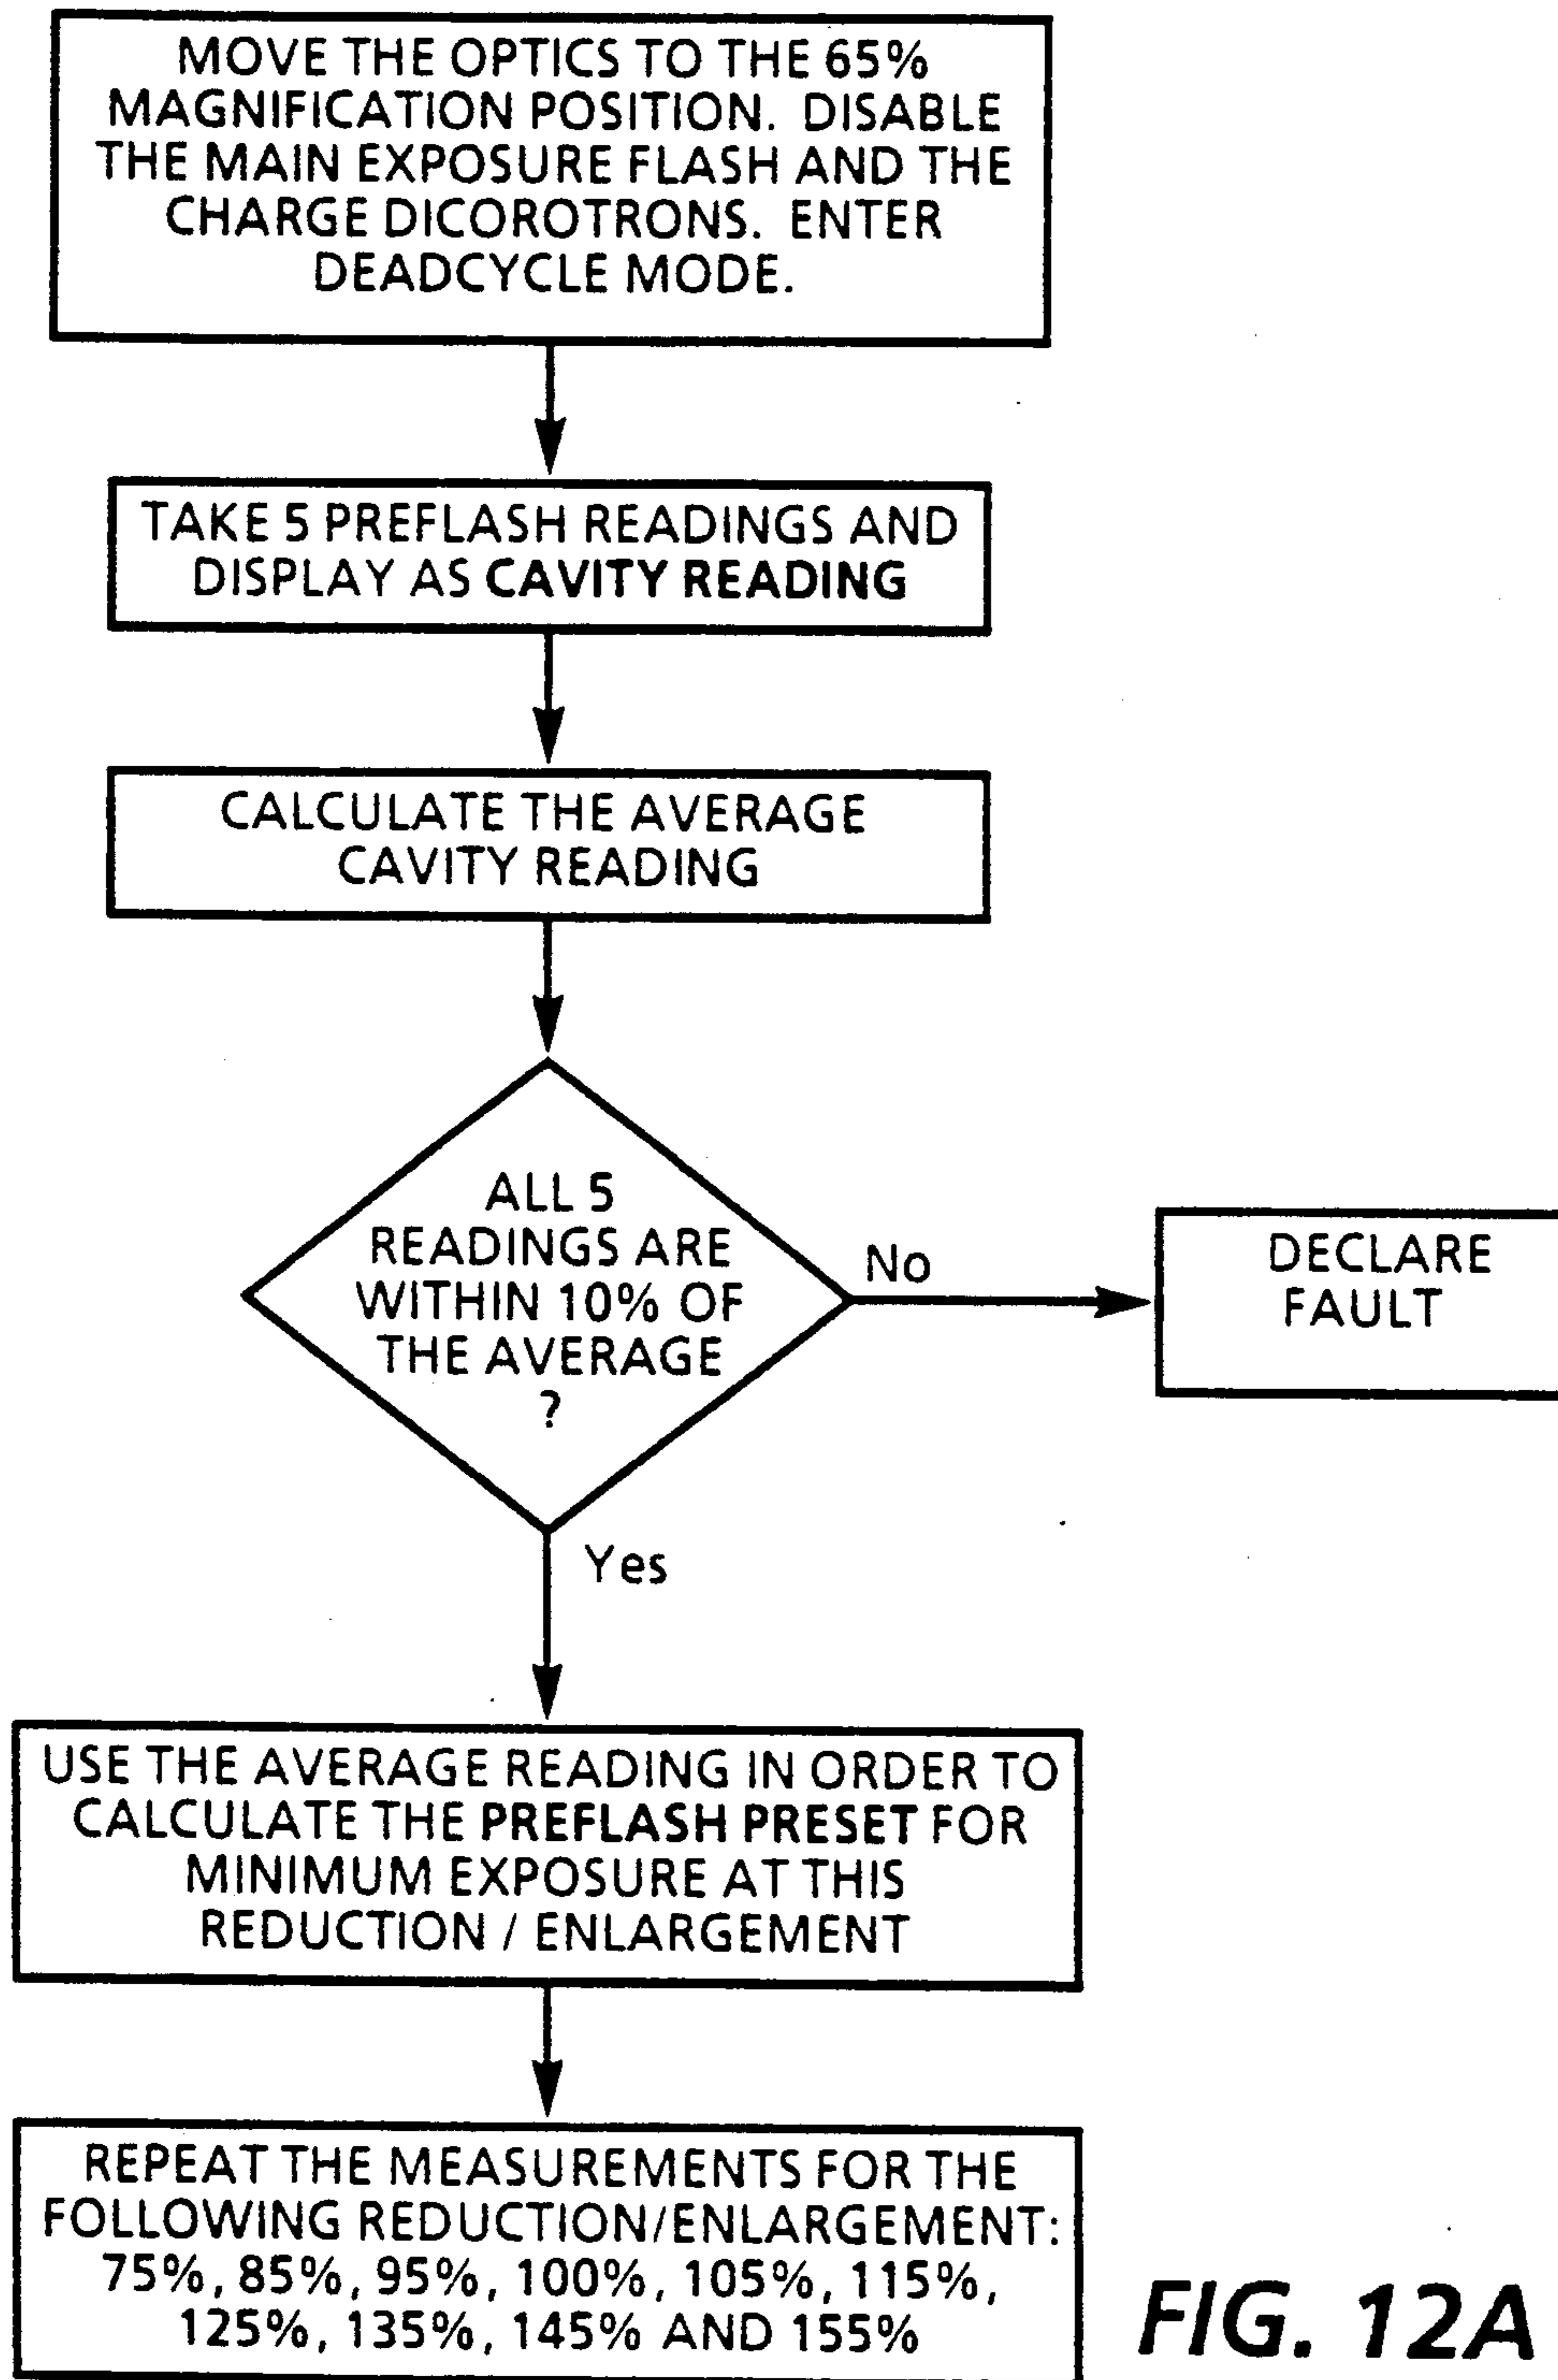 MOVE THE OPTICS TO THE 65%
MAGNIFICATION POSITION. DISABLE
THE MAIN EXPOSURE FLASH AND THE
CHARGE DICOROTRONS. ENTER
DEADCYCLE MODE.
TAKE 5 PREFLASH READINGS AND
DISPLAY AS CAVITY READING
CALCULATE THE AVERAGE
CAVITY READING
ALL 5
READINGS ARE
WITHIN 10% OF
THE AVERAGE
?
No
DECLARE
FAULT
Yes
USE THE AVERAGE READING IN ORDER TO
CALCULATE THE PREFLASH PRESET FOR
MINIMUM EXPOSURE AT THIS
REDUCTION / ENLARGEMENT
REPEAT THE MEASUREMENTS FOR THE
FOLLOWING REDUCTION/ENLARGEMENT:
75%, 85%, 95%, 100%, 105%, 115%,
125%, 135%, 145% AND 155%
FIG. 12A